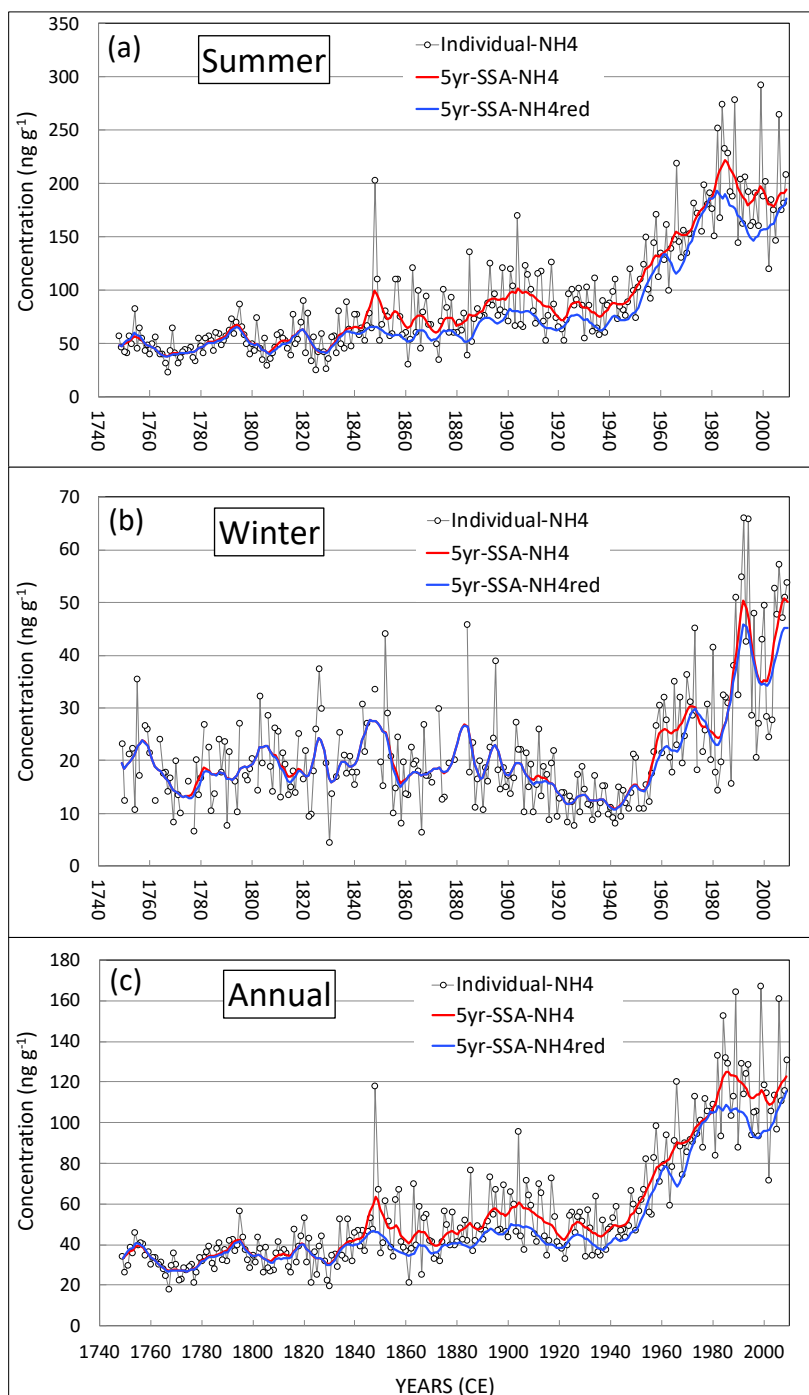 (a)
Summer
Individual-NH4
5yr-SSA-NH4
5yr-SSA-NH4red
Concentration (ng g⁻¹)
350
300
250
200
150
100
50
0
1740 1760 1780 1800 1820 1840 1860 1880 1900 1920 1940 1960 1980 2000
(b)
Winter
Individual-NH4
5yr-SSA-NH4
5yr-SSA-NH4red
Concentration (ng g⁻¹)
70
60
50
40
30
20
10
0
1740 1760 1780 1800 1820 1840 1860 1880 1900 1920 1940 1960 1980 2000
(c)
Annual
Individual-NH4
5yr-SSA-NH4
5yr-SSA-NH4red
Concentration (ng g⁻¹)
180
160
140
120
100
80
60
40
20
0
1740 1760 1780 1800 1820 1840 1860 1880 1900 1920 1940 1960 1980 2000
YEARS (CE)